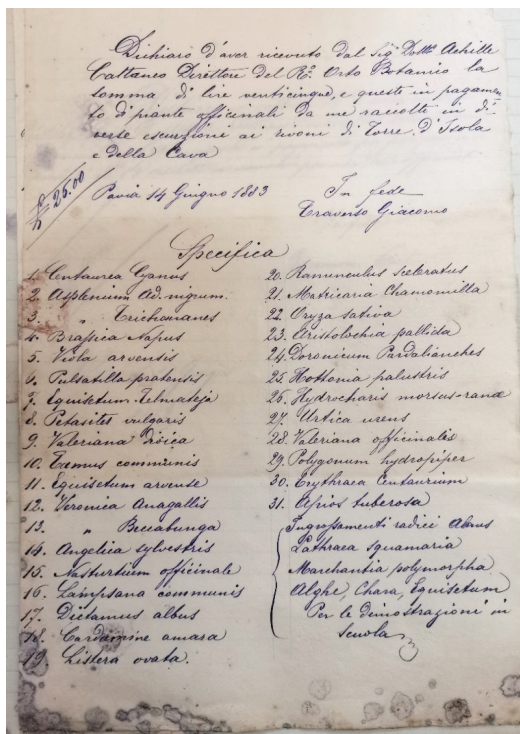 Dichiaro d'aver ricevuto dal Sigr. Dottr. Achille
Cattaneo Direttore del Ro. Orto Botanico la
somma di lire venticinque, e queste in pagamen
to di piante officinali da me raccolte in di-
verse escursioni ai rivoni di Torre d'Isola
e della Cava
£ 25.00
Pavia 14 Giugno 1883
In fede
Traverso Giacomo
Specifica
1. Centaurea Cyanus
2. Asplenium Ad. nigrum.
3. " Trichomanes
4. Brassica Napus
5. Viola arvensis
6. Pulsatilla pratensis
7. Equisetum Telmateja
8. Petasites vulgaris
9. Valeriana dioica
10. Tamus communis
11. Equisetum arvense
12. Veronica Anagallis
13. " Beccabunga
14. Angelica sylvestris
15. Nasturtium officinale
16. Lampsana communis
17. Dictamus albus
18. Cardamine amara
19. Listera ovata.
20. Ranunculus sceleratus
21. Matricaria Chamomilla
22. Oryza sativa
23. Aristolochia pallida
24. Doronicum Pardalianches
25. Hottonia palustris
26. Hydrocharis morsus-ranae
27. Urtica urens
28. Valeriana officinalis
29. Polygonum hydropiper
30. Erythraea Centaurium
31. Apios tuberosa
Ingrossamenti radici Alnus
Lathraea squamaria
Marchantia polymorpha
Alghe, Chara, Equisetum
Per le dimostrazioni in
scuola